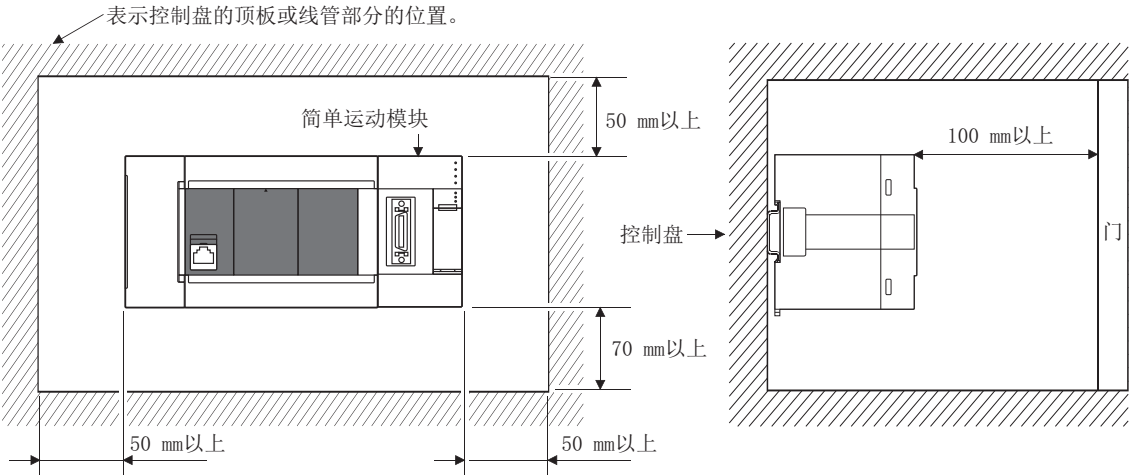 表示控制盘的顶板或线管部分的位置。
简单运动模块
50 mm以上
100 mm以上
控制盘
门
70 mm以上
50 mm以上
50 mm以上